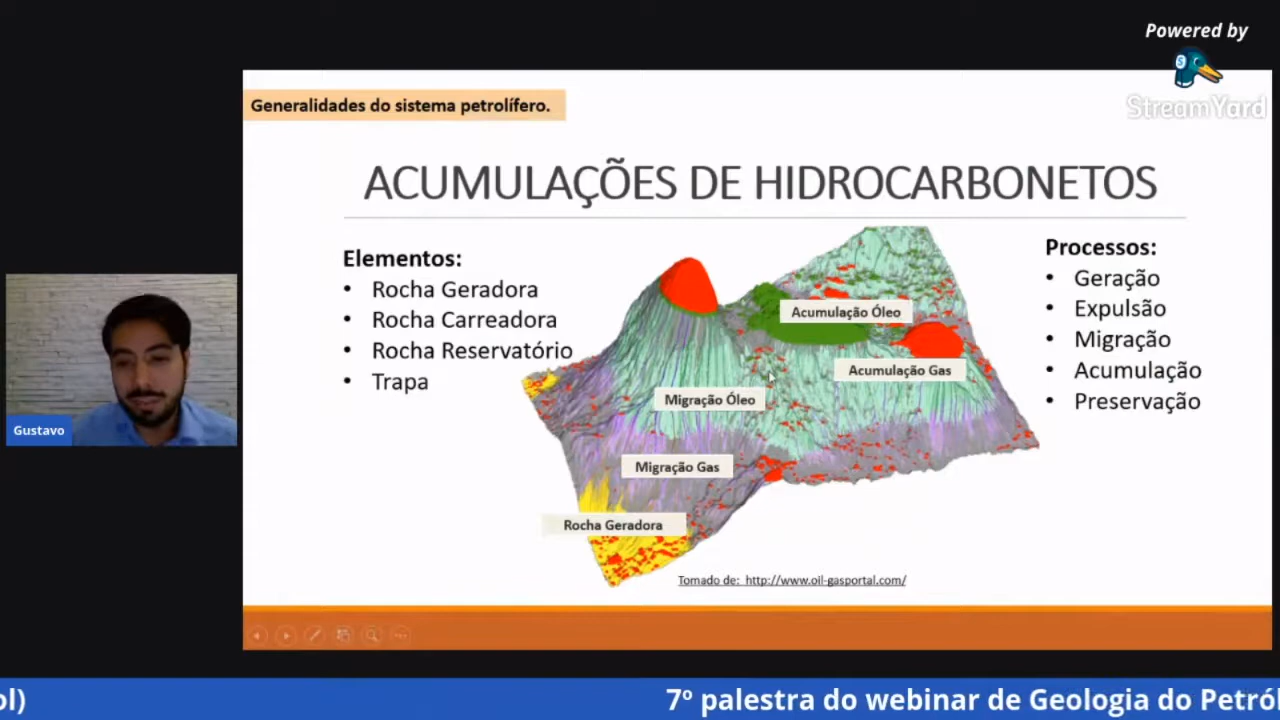 Powered by
StreamYard
Generalidades do sistema petrolífero.
ACUMULAÇÕES DE HIDROCARBONETOS
Elementos:
• Rocha Geradora
• Rocha Carreadora
• Rocha Reservatório
• Trapa
Processos:
• Geração
• Expulsão
• Migração
• Acumulação
• Preservação
Acumulação Óleo
Acumulação Gas
Migração Óleo
Migração Gas
Rocha Geradora
Tomado de: http://www.oil-gasportal.com/
Gustavo
ol) 7º palestra do webinar de Geologia do Petról